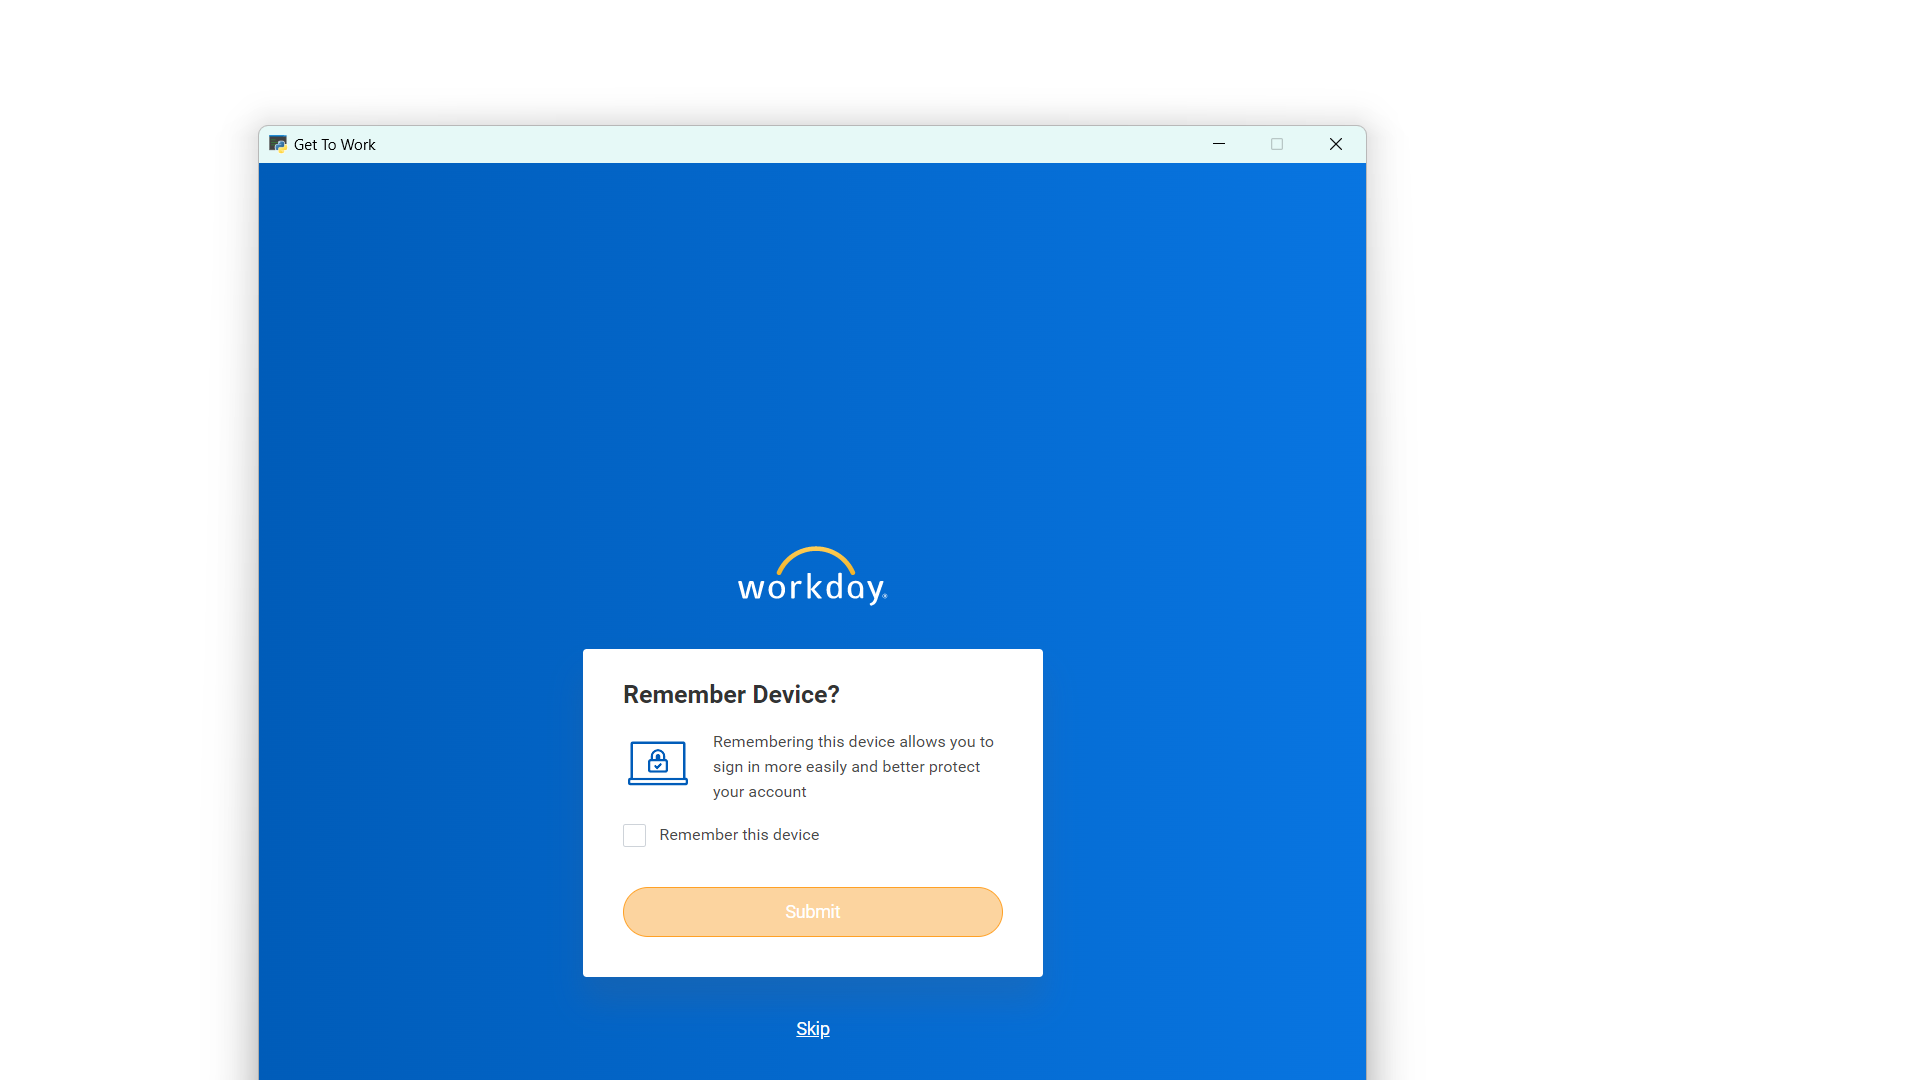 Get To Work
workday
Remember Device?
Remembering this device allows you to
sign in more easily and better protect
your account
Remember this device
Submit
Skip